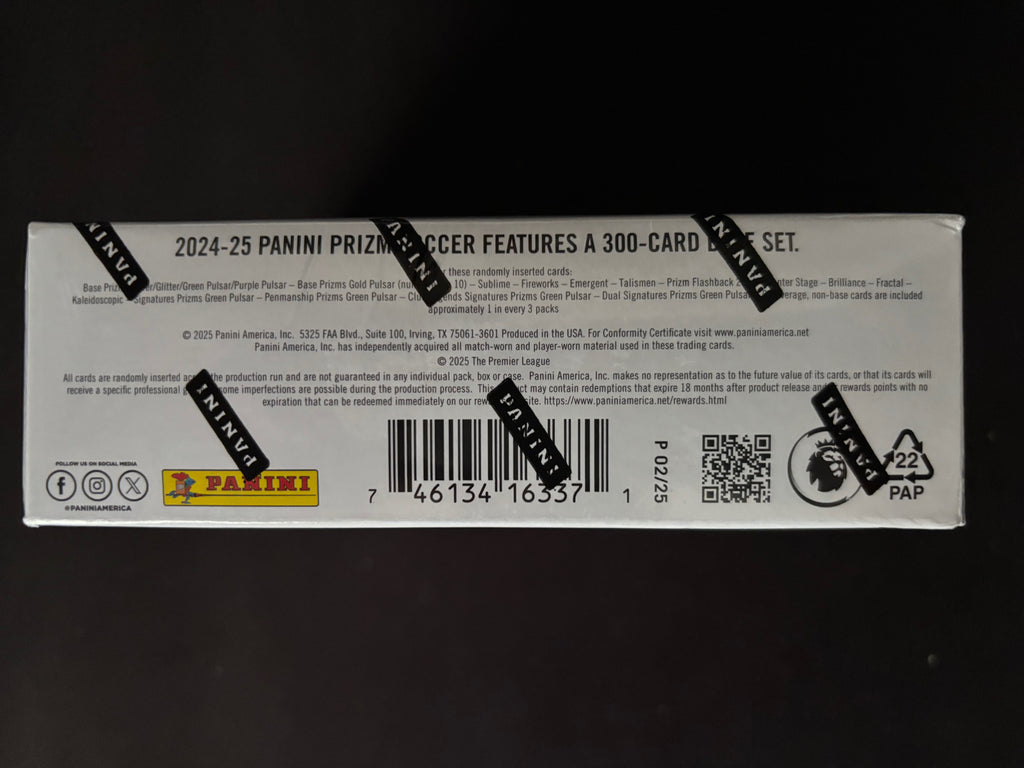 2024-25 PANINI PRIZM CCER FEATURES A 300-CARD E SET.
these randomly inserted cards:
Base /Glitter/Green Pulsar/Purple Pulsar – Base Prizms Gold Pulsar 10) – Sublime – Fireworks – Emergent – Talismen – Prizm Flashback Stage – Brilliance – Fractal –
Kaleidoscopic Signatures Prizms Green Pulsar – Penmanship Prizms Green Pulsar – Signatures Prizms Green Pulsar – Dual Signatures Prizms Green non-base cards are included
approximately 1 in every 3 packs
© 2025 Panini America, Inc. 5325 FAA Blvd., Suite 100, Irving, TX 75061-3601 Produced in the USA. For Conformity Certificate visit www.paniniamerica.net
Panini America, Inc. has independently acquired all match-worn and player-worn material used in these trading cards.
© 2025 The Premier League
All cards are randomly inserted the production run and are not guaranteed in any individual pack, box or case. Panini America, Inc. makes no representation as to the future value of its cards, or that its cards will
receive a specific professional some imperfections are possible during the production process. This may contain redemptions that expire 18 months after product release rewards points with no
expiration that can be redeemed immediately on our site. https://www.paniniamerica.net/rewards.html
FOLLOW US ON SOCIAL MEDIA
@PANINIAMERICA
PANINI
7 46134 16337 1
P 02/25
22
PAP
PANINI
PANINI
PANINI
PANINI
PANINI
PANINI